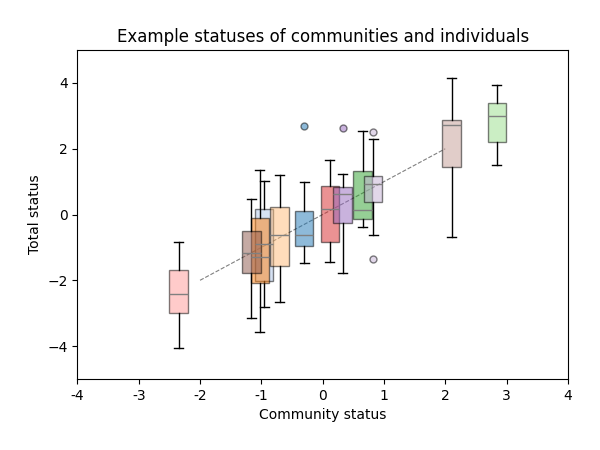 Example statuses of communities and individuals
4
2
0
−2
−4
Total status
-4 -3 -2 -1 0 1 2 3 4
Community status